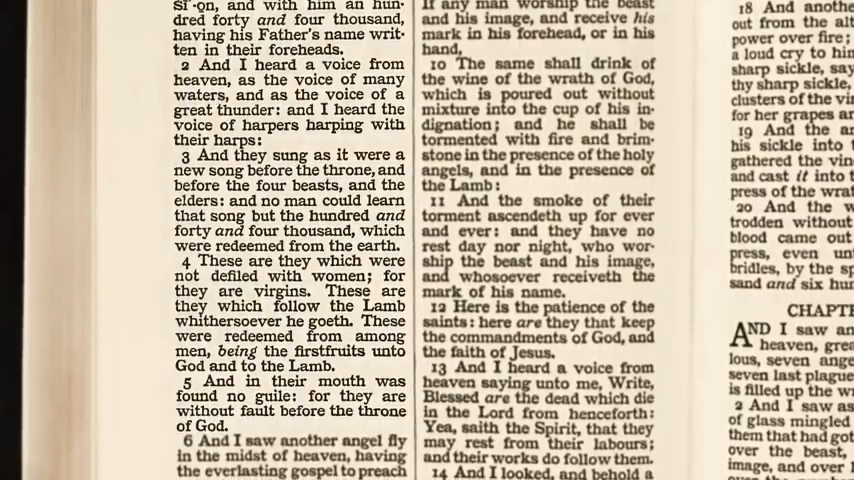 si´on, and with him an hun-
dred forty and four thousand,
having his Father's name writ-
ten in their foreheads.
2 And I heard a voice from
heaven, as the voice of many
waters, and as the voice of a
great thunder: and I heard the
voice of harpers harping with
their harps:
3 And they sung as it were a
new song before the throne, and
before the four beasts, and the
elders: and no man could learn
that song but the hundred and
forty and four thousand, which
were redeemed from the earth.
4 These are they which were
not defiled with women; for
they are virgins. These are
they which follow the Lamb
whithersoever he goeth. These
were redeemed from among
men, being the firstfruits unto
God and to the Lamb.
5 And in their mouth was
found no guile: for they are
without fault before the throne
of God.
6 And I saw another angel fly
in the midst of heaven, having
the everlasting gospel to preach
If any man worship the beast
and his image, and receive his
mark in his forehead, or in his
hand,
10 The same shall drink of
the wine of the wrath of God,
which is poured out without
mixture into the cup of his in-
dignation; and he shall be
tormented with fire and brim-
stone in the presence of the holy
angels, and in the presence of
the Lamb:
11 And the smoke of their
torment ascendeth up for ever
and ever: and they have no
rest day nor night, who wor-
ship the beast and his image,
and whosoever receiveth the
mark of his name.
12 Here is the patience of the
saints: here are they that keep
the commandments of God, and
the faith of Jesus.
13 And I heard a voice from
heaven saying unto me, Write,
Blessed are the dead which die
in the Lord from henceforth:
Yea, saith the Spirit, that they
may rest from their labours;
and their works do follow them.
14 And I looked, and behold a
18 And anothe
out from the alt
power over fire;
a loud cry to him
sharp sickle, say
thy sharp sickle,
clusters of the vi
for her grapes ar
19 And the an
his sickle into t
gathered the vin
and cast it into t
press of the wrat
20 And the w
trodden without
blood came out
press, even un
bridles, by the sp
sand and six hun
CHAPTE
AND I saw an
heaven, grea
lous, seven ange
seven last plague
is filled up the w
2 And I saw as
of glass mingled
them that had got
over the beast,
image, and over